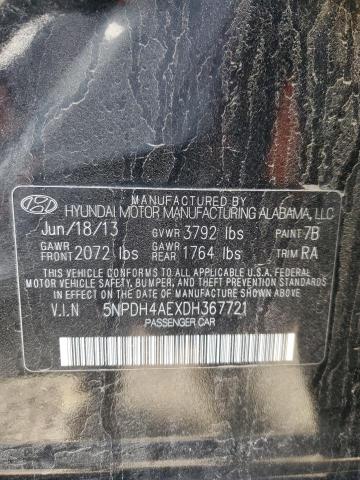 MANUFACTURED BY
HYUNDAI MOTOR MANUFACTURING ALABAMA, LLC
Jun/18/13 GVWR 3792 lbs PAINT 7B
GAWR FRONT 2072 lbs GAWR REAR 1764 lbs TRIM RA
THIS VEHICLE CONFORMS TO ALL APPLICABLE U.S.A. FEDERAL
MOTOR VEHICLE SAFETY, BUMPER, AND THEFT PREVENTION
STANDARDS IN EFFECT ON THE DATE OF MANUFACTURE SHOWN ABOVE.
V.I.N 5NPDH4AEXDH367721
PASSENGER CAR